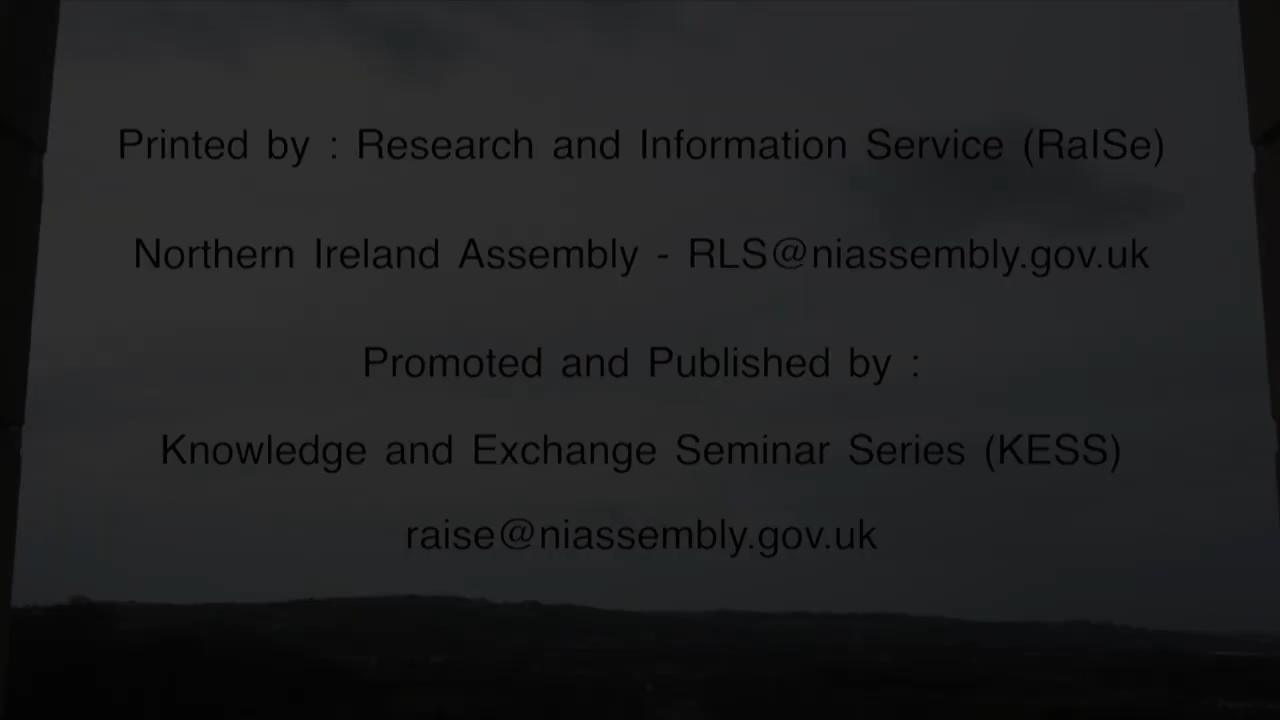 Printed by : Research and Information Service (RaISe)
Northern Ireland Assembly - RLS@niassembly.gov.uk
Promoted and Published by :
Knowledge and Exchange Seminar Series (KESS)
raise@niassembly.gov.uk